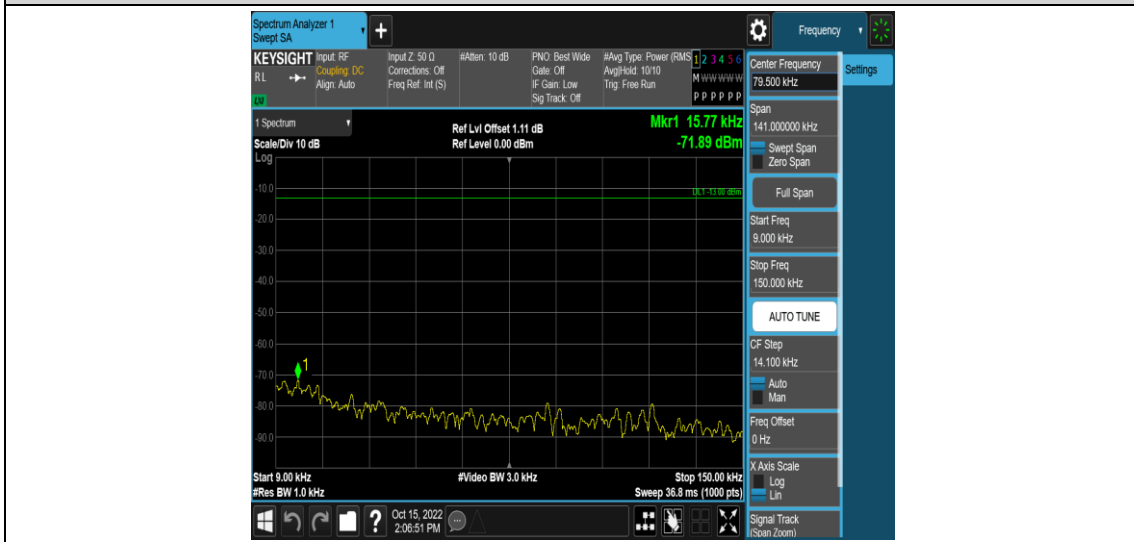 Spectrum Analyzer 1
Swept SA
+
Frequency
KEYSIGHT
RL
LXI
Input: RF
Coupling: DC
Align: Auto
Input Z: 50 Ω
Corrections: Off
Freq Ref: Int (S)
#Atten: 10 dB
PNO: Best Wide
Gate: Off
IF Gain: Low
Sig Track: Off
#Avg Type: Power (RMS
Avg|Hold: 10/10
Trig: Free Run
1 2 3 4 5 6
M W W W W W
P P P P P P
1 Spectrum
Scale/Div 10 dB
Log
Ref Lvl Offset 1.11 dB
Ref Level 0.00 dBm
Mkr1 15.77 kHz
-71.89 dBm
DL1 -13.00 dBm
-10.0
-20.0
-30.0
-40.0
-50.0
-60.0
-70.0
-80.0
-90.0
1
Start 9.00 kHz
#Res BW 1.0 kHz
#Video BW 3.0 kHz
Stop 150.00 kHz
Sweep 36.8 ms (1000 pts)
Center Frequency
79.500 kHz
Settings
Span
141.000000 kHz
Swept Span
Zero Span
Full Span
Start Freq
9.000 kHz
Stop Freq
150.000 kHz
AUTO TUNE
CF Step
14.100 kHz
Auto
Man
Freq Offset
0 Hz
X Axis Scale
Log
Lin
Signal Track
(Span Zoom)
?
Oct 15, 2022
2:06:51 PM